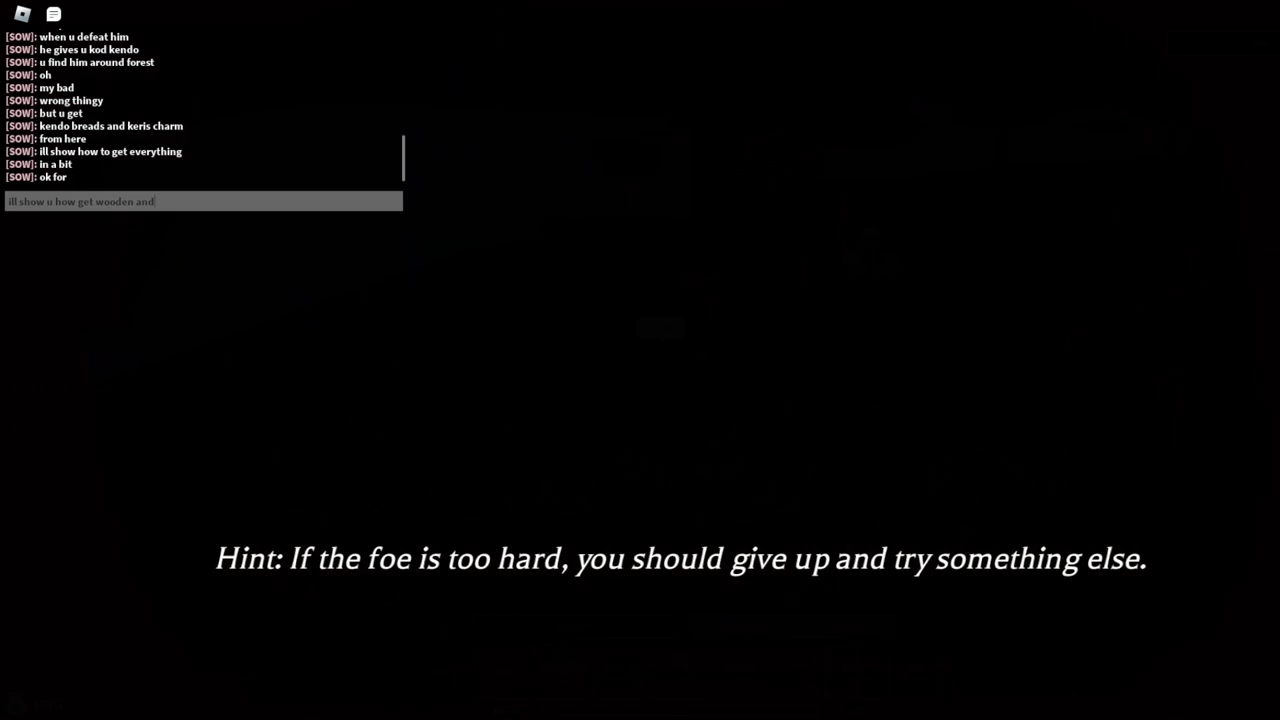 [SOW]: when u defeat him
[SOW]: he gives u kod kendo
[SOW]: u find him around forest
[SOW]: oh
[SOW]: my bad
[SOW]: wrong thingy
[SOW]: but u get
[SOW]: kendo breads and keris charm
[SOW]: from here
[SOW]: ill show how to get everything
[SOW]: in a bit
[SOW]: ok for
ill show u how get wooden and
Hint: If the foe is too hard, you should give up and try something else.